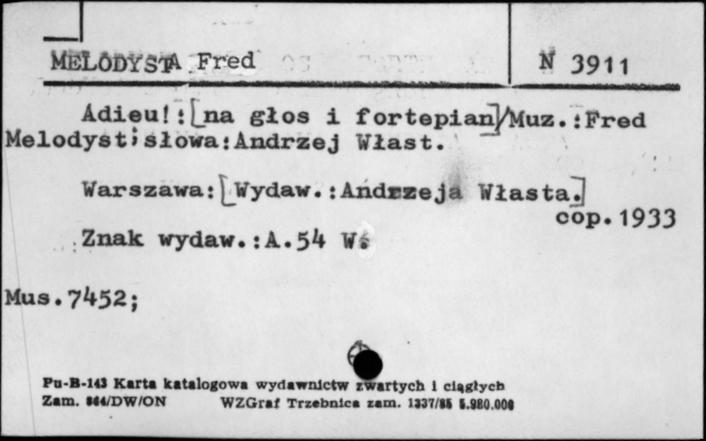 MELODYSTA Fred
N 3911
Adieu!:[na głos i fortepian]/Muz.:Fred
Melodyst;słowa:Andrzej Włast.
Warszawa:[Wydaw.:Andrzeja Własta.]
cop.1933
Znak wydaw.:A.54 W.
Mus.7452;
Pu-B-143 Karta katalogowa wydawnictw zwartych i ciągłych
Zam. 864/DW/ON WZGraf Trzebnica zam. 1337/85 5.980.000